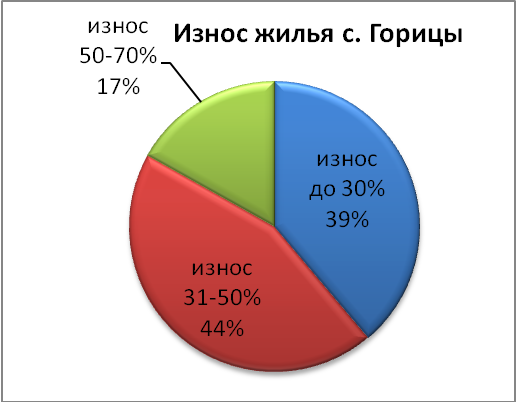 Износ жилья с. Горицы
износ
50-70%
17%
износ
до 30%
39%
износ
31-50%
44%